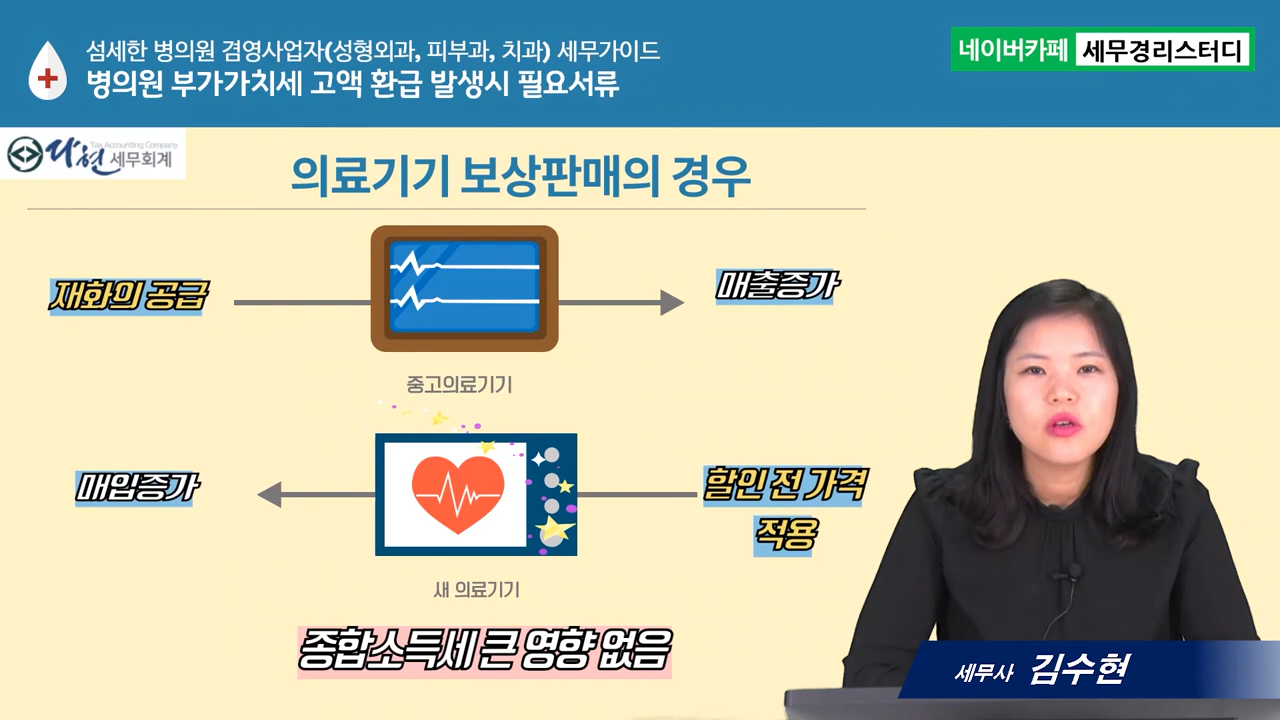 섬세한 병의원 겸영사업자(성형외과, 피부과, 치과) 세무가이드
병의원 부가가치세 고액 환급 발생시 필요서류
네이버카페 세무경리스터디
Tax Accounting Company
다현 세무회계
의료기기 보상판매의 경우
재화의 공급
매출증가
중고의료기기
매입증가
할인 전 가격
적용
새 의료기기
종합소득세 큰 영향 없음
세무사 김수현